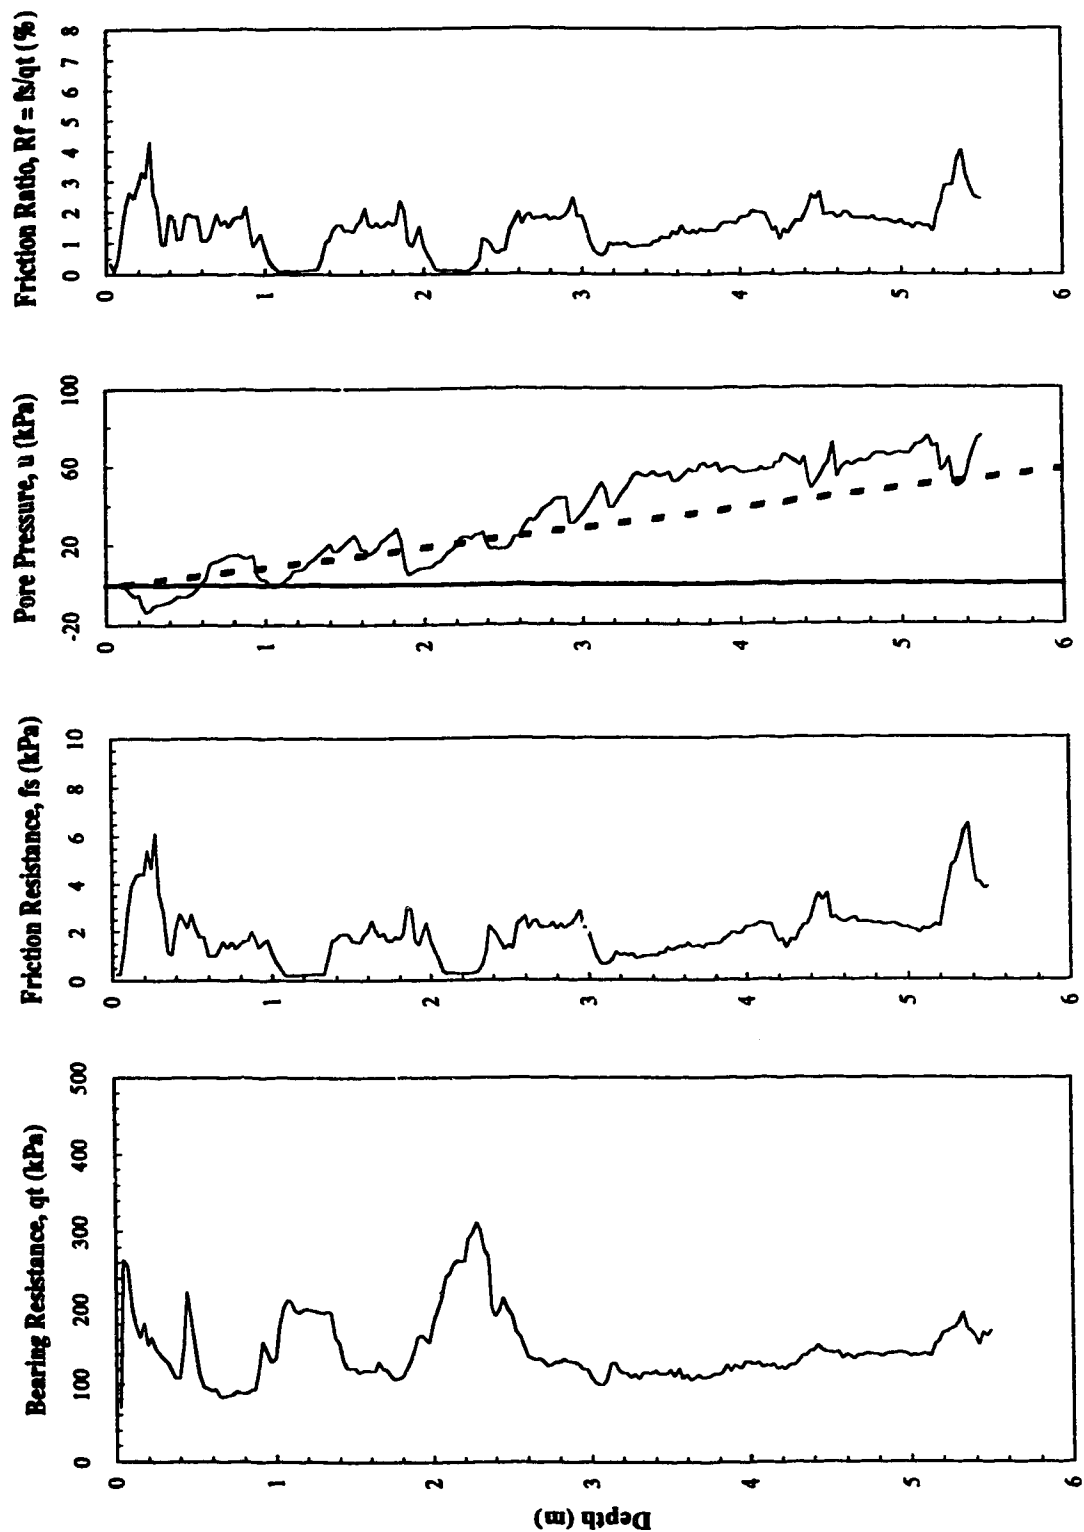 Friction Ratio, Rf = fs/qt (%)
0 1 2 3 4 5 6 7 8
0 1 2 3 4 5 6
Pore Pressure, u (kPa)
-20 20 60 100
0 1 2 3 4 5 6
Friction Resistance, fs (kPa)
0 2 4 6 8 10
0 1 2 3 4 5 6
Bearing Resistance, qt (kPa)
0 100 200 300 400 500
0 1 2 3 4 5 6
Depth (m)